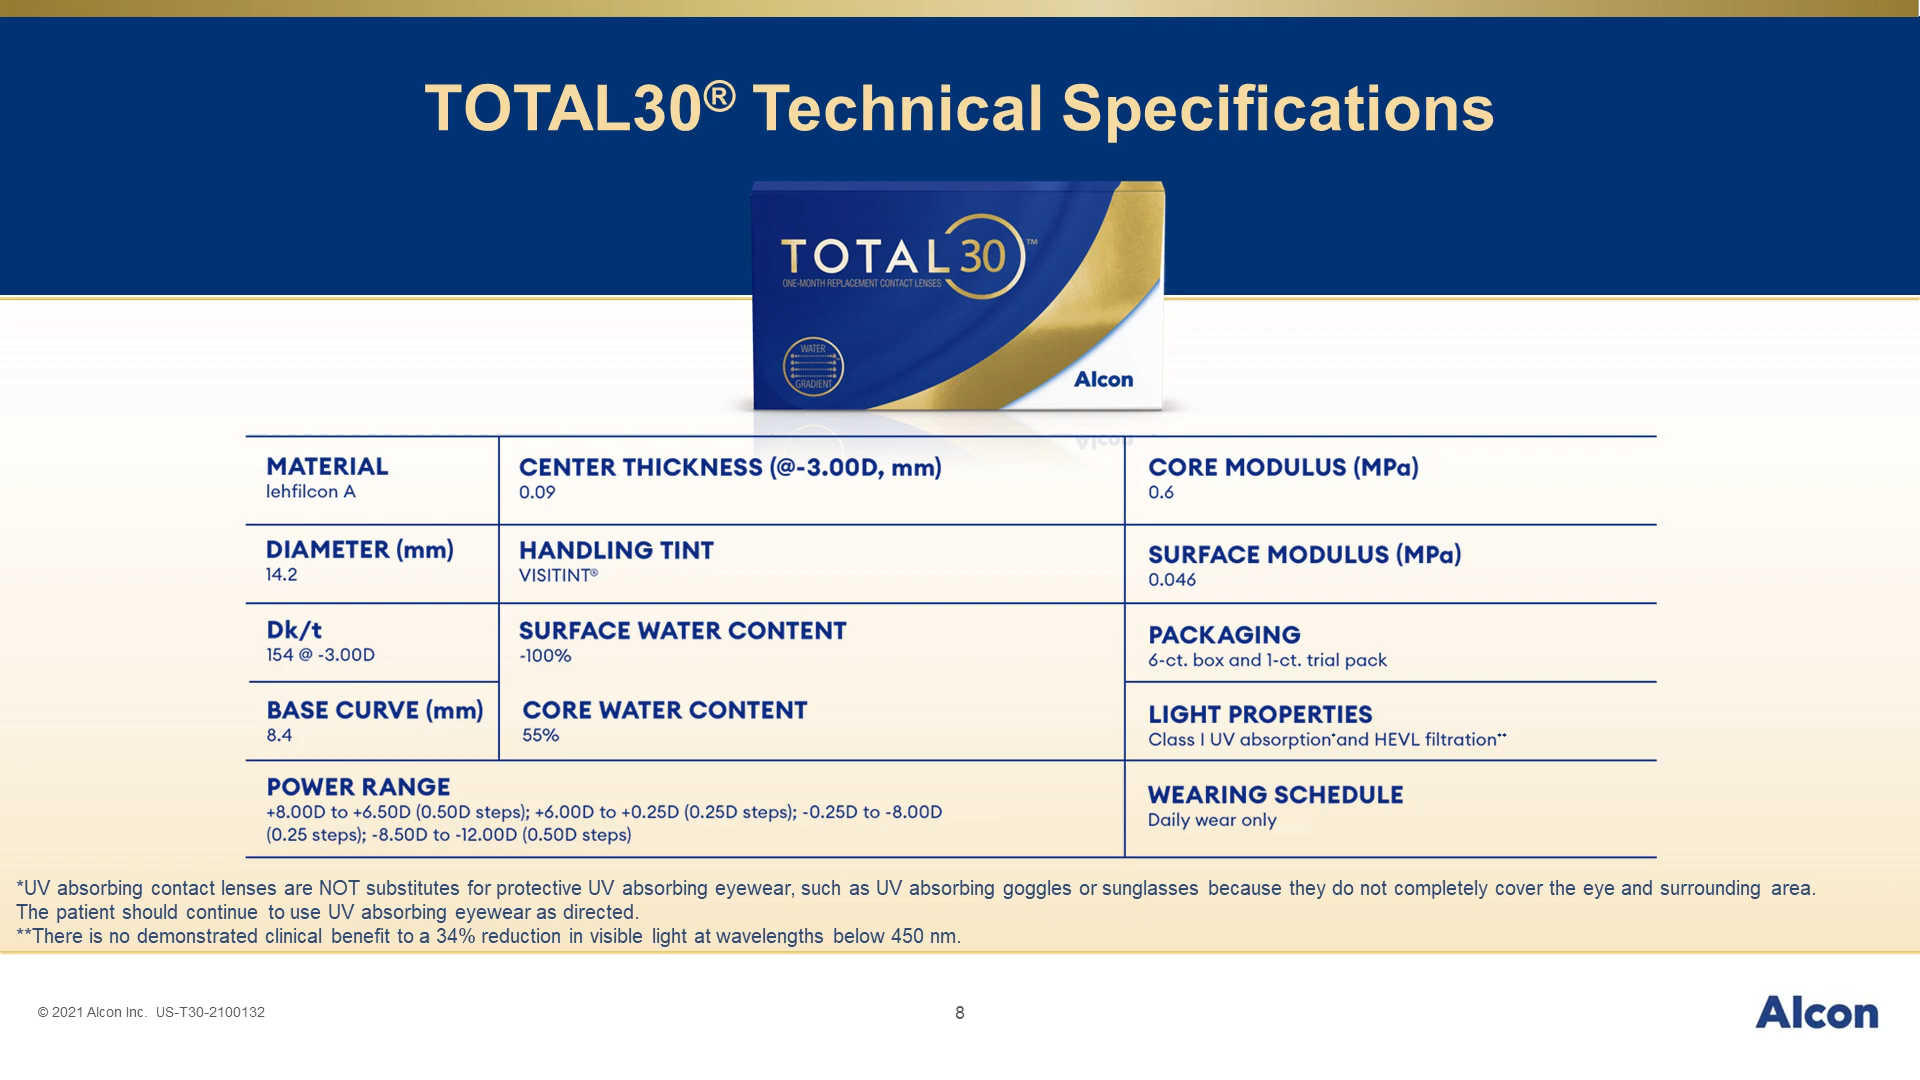 TOTAL30® Technical Specifications
TOTAL 30™
ONE-MONTH REPLACEMENT CONTACT LENSES
WATER
GRADIENT
Alcon
MATERIAL
lehfilcon A
CENTER THICKNESS (@-3.00D, mm)
0.09
CORE MODULUS (MPa)
0.6
DIAMETER (mm)
14.2
HANDLING TINT
VISITINT®
SURFACE MODULUS (MPa)
0.046
Dk/t
154 @ -3.00D
SURFACE WATER CONTENT
-100%
PACKAGING
6-ct. box and 1-ct. trial pack
BASE CURVE (mm)
8.4
CORE WATER CONTENT
55%
LIGHT PROPERTIES
Class I UV absorption*and HEVL filtration**
POWER RANGE
+8.00D to +6.50D (0.50D steps); +6.00D to +0.25D (0.25D steps); -0.25D to -8.00D
(0.25 steps); -8.50D to -12.00D (0.50D steps)
WEARING SCHEDULE
Daily wear only
*UV absorbing contact lenses are NOT substitutes for protective UV absorbing eyewear, such as UV absorbing goggles or sunglasses because they do not completely cover the eye and surrounding area.
The patient should continue to use UV absorbing eyewear as directed.
**There is no demonstrated clinical benefit to a 34% reduction in visible light at wavelengths below 450 nm.
© 2021 Alcon Inc. US-T30-2100132
8
Alcon